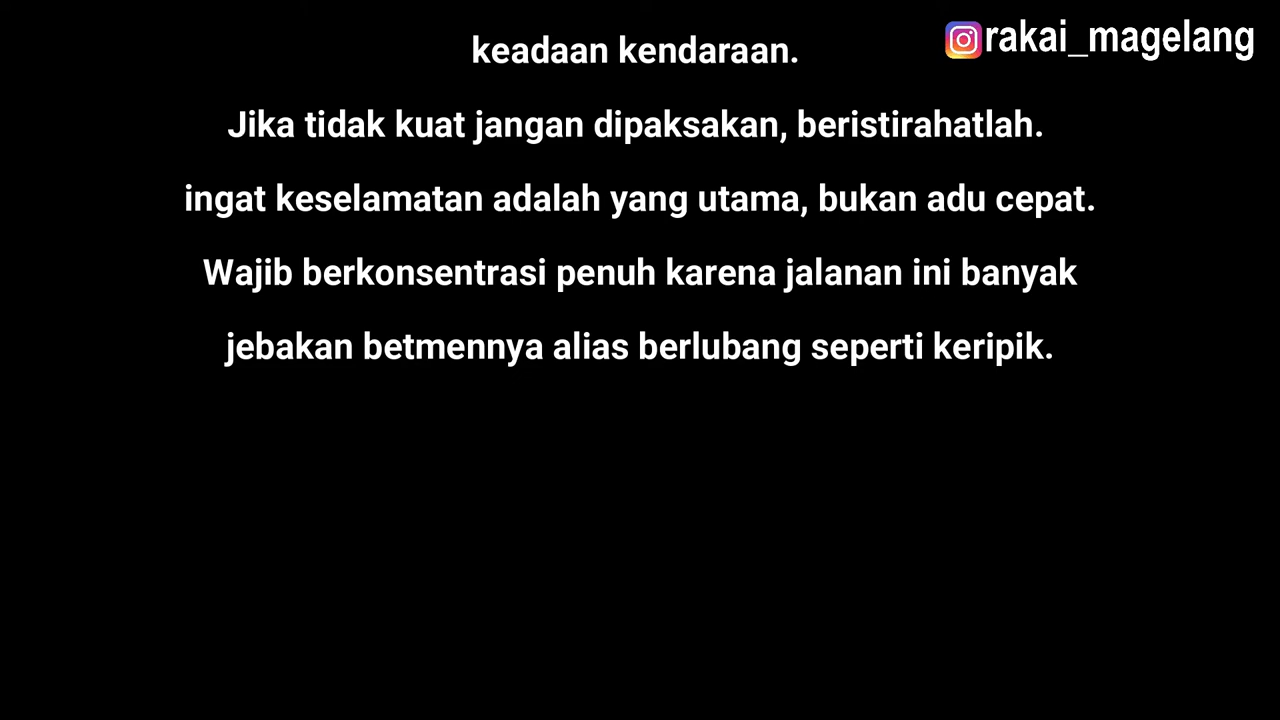 rakai_magelang
keadaan kendaraan.
Jika tidak kuat jangan dipaksakan, beristirahatlah.
ingat keselamatan adalah yang utama, bukan adu cepat.
Wajib berkonsentrasi penuh karena jalanan ini banyak
jebakan betmennya alias berlubang seperti keripik.